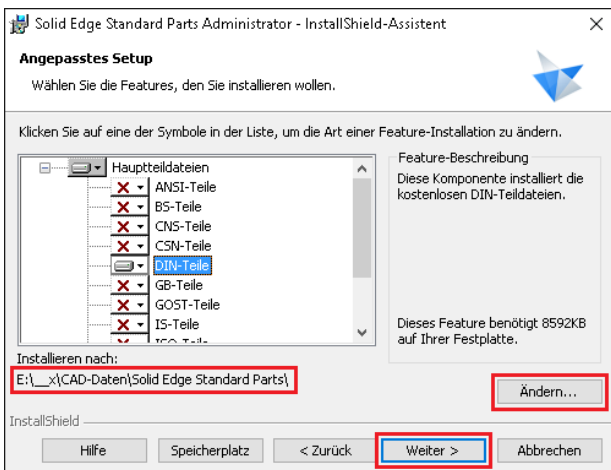 Solid Edge Standard Parts Administrator - InstallShield-Assistent
Angepasstes Setup
Wählen Sie die Features, den Sie installieren wollen.
Klicken Sie auf eine der Symbole in der Liste, um die Art einer Feature-Installation zu ändern.
Hauptteildateien
ANSI-Teile
BS-Teile
CNS-Teile
CSN-Teile
DIN-Teile
GB-Teile
GOST-Teile
IS-Teile
Feature-Beschreibung
Diese Komponente installiert die
kostenlosen DIN-Teildateien.
Dieses Feature benötigt 8592KB
auf Ihrer Festplatte.
Installieren nach:
E:\__x\CAD-Daten\Solid Edge Standard Parts\
Ändern...
InstallShield
Hilfe
Speicherplatz
< Zurück
Weiter >
Abbrechen